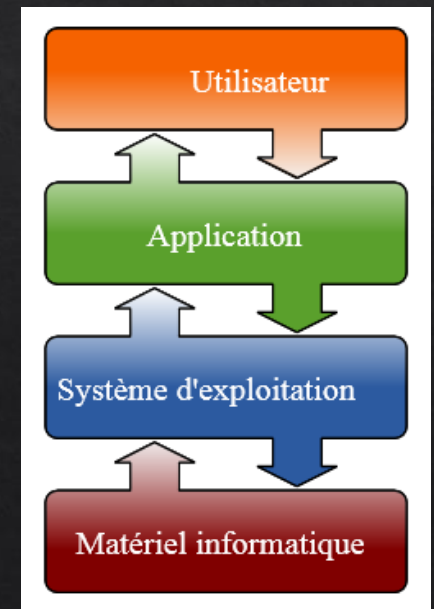 Utilisateur
Application
Système d'exploitation
Matériel informatique